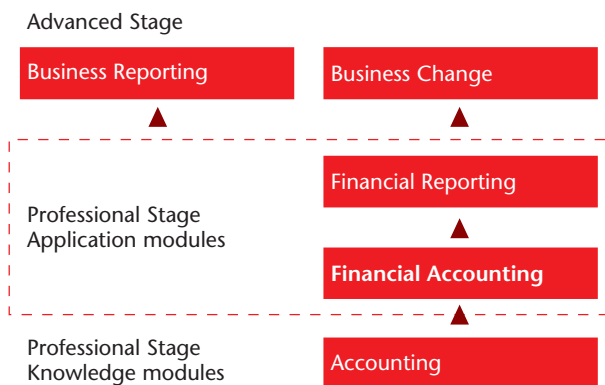 Advanced Stage
Business Reporting
Business Change
Financial Reporting
Professional Stage
Application modules
Financial Accounting
Professional Stage
Knowledge modules
Accounting